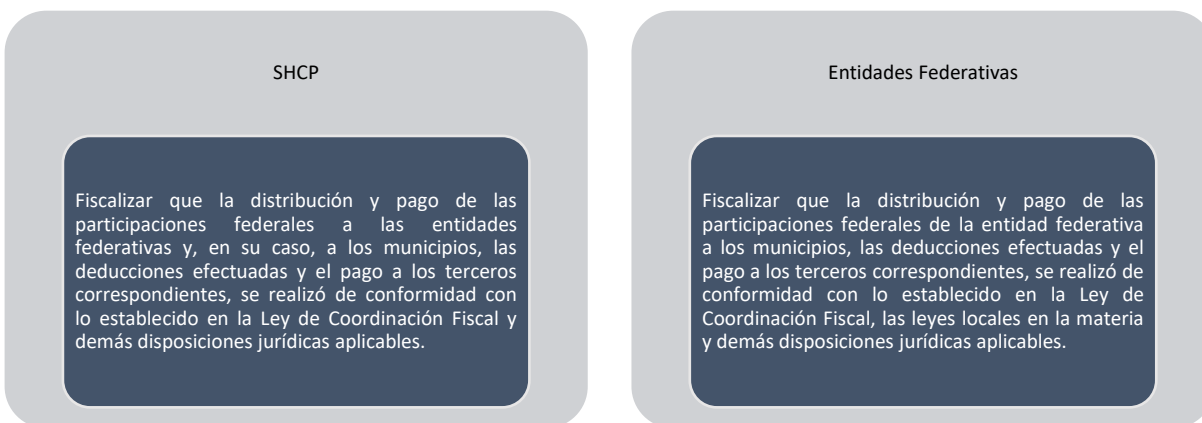 SHCP
Fiscalizar que la distribución y pago de las
participaciones federales a las entidades
federativas y, en su caso, a los municipios, las
deducciones efectuadas y el pago a los terceros
correspondientes, se realizó de conformidad con
lo establecido en la Ley de Coordinación Fiscal y
demás disposiciones jurídicas aplicables.
Entidades Federativas
Fiscalizar que la distribución y pago de las
participaciones federales de la entidad federativa
a los municipios, las deducciones efectuadas y el
pago a los terceros correspondientes, se realizó de
conformidad con lo establecido en la Ley de
Coordinación Fiscal, las leyes locales en la materia
y demás disposiciones jurídicas aplicables.